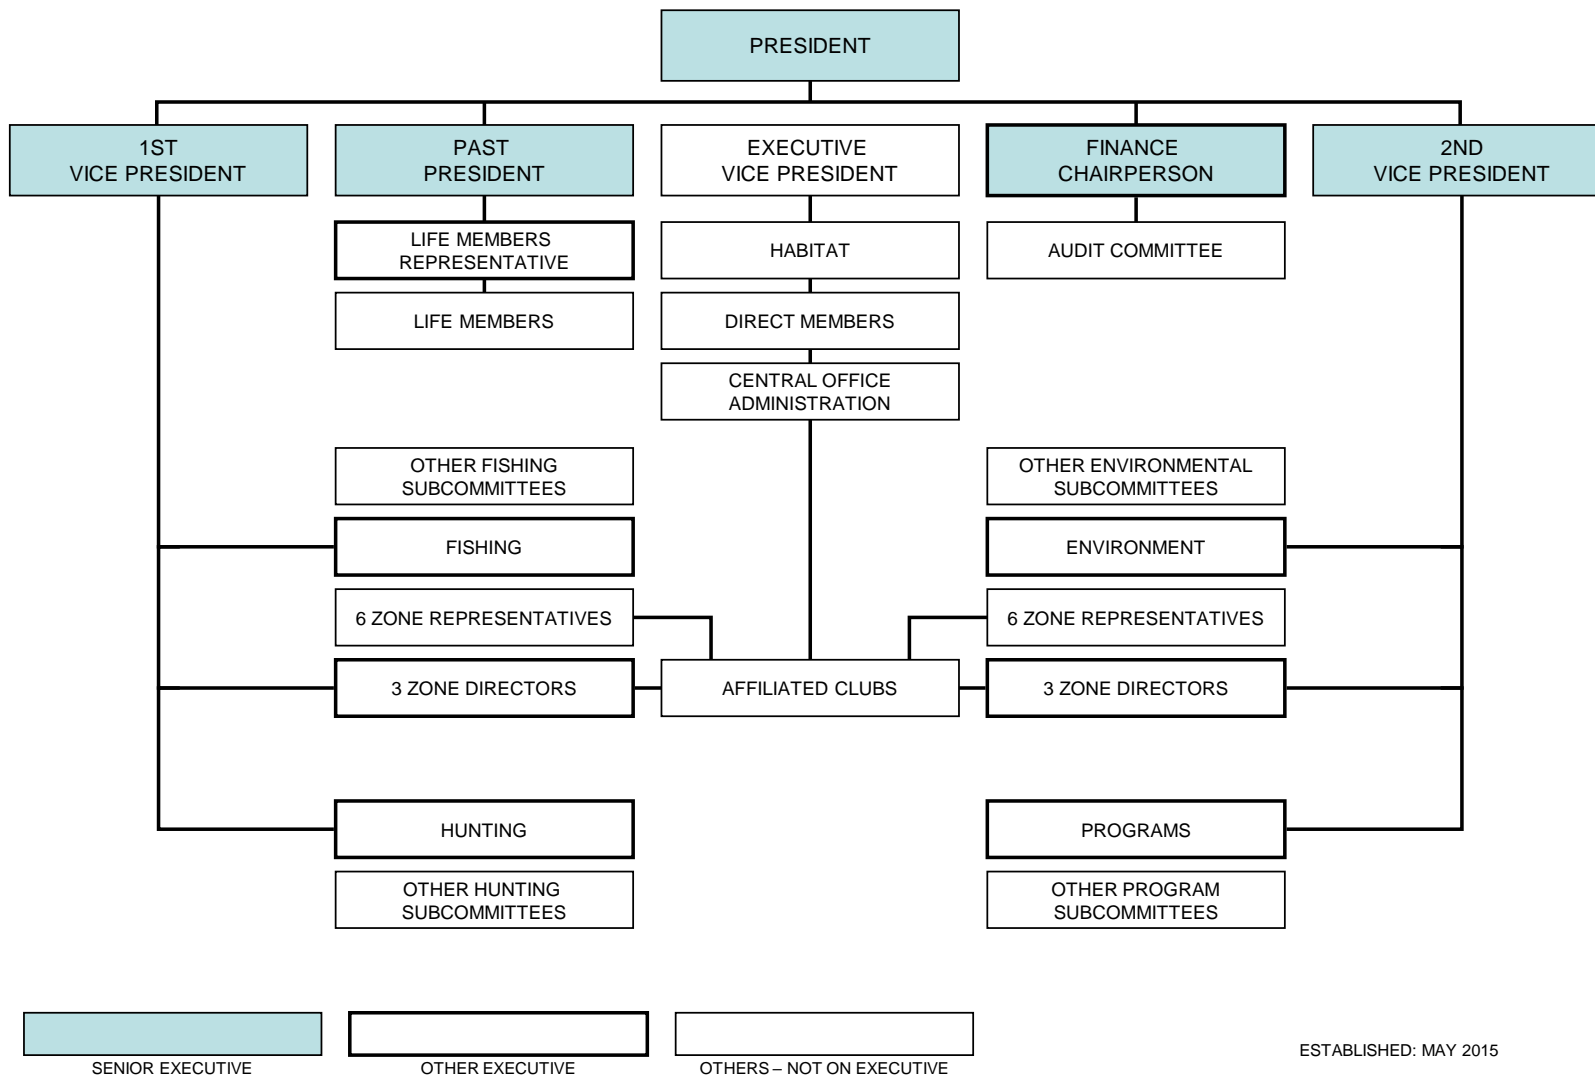 PRESIDENT
1ST
VICE PRESIDENT
PAST
PRESIDENT
EXECUTIVE
VICE PRESIDENT
FINANCE
CHAIRPERSON
2ND
VICE PRESIDENT
LIFE MEMBERS
REPRESENTATIVE
HABITAT
AUDIT COMMITTEE
LIFE MEMBERS
DIRECT MEMBERS
CENTRAL OFFICE
ADMINISTRATION
OTHER FISHING
SUBCOMMITTEES
OTHER ENVIRONMENTAL
SUBCOMMITTEES
FISHING
ENVIRONMENT
6 ZONE REPRESENTATIVES
6 ZONE REPRESENTATIVES
3 ZONE DIRECTORS
AFFILIATED CLUBS
3 ZONE DIRECTORS
HUNTING
PROGRAMS
OTHER HUNTING
SUBCOMMITTEES
OTHER PROGRAM
SUBCOMMITTEES
SENIOR EXECUTIVE
OTHER EXECUTIVE
OTHERS – NOT ON EXECUTIVE
ESTABLISHED: MAY 2015